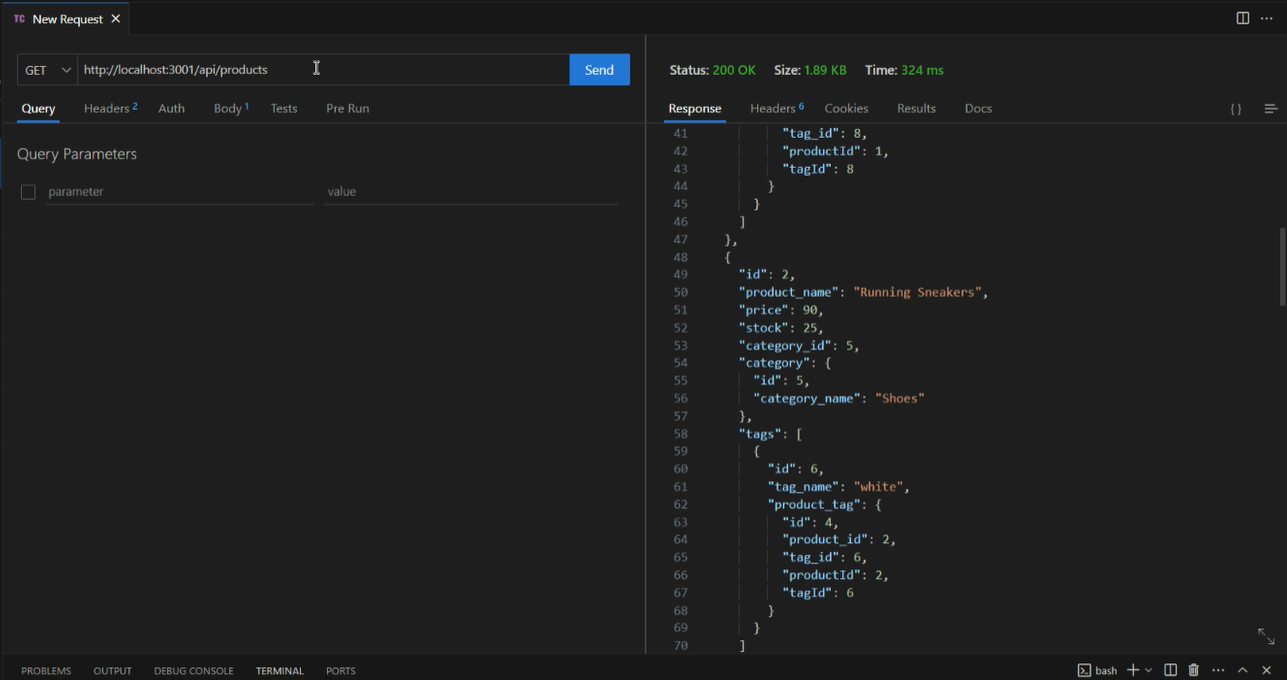 TC New Request
GET http://localhost:3001/api/products Send
Query Headers 2 Auth Body 1 Tests Pre Run
Query Parameters
parameter value
Status: 200 OK Size: 1.89 KB Time: 324 ms
Response Headers 6 Cookies Results Docs { }
41 "tag_id": 8,
42 "productId": 1,
43 "tagId": 8
44 }
45 }
46 ]
47 },
48 {
49 "id": 2,
50 "product_name": "Running Sneakers",
51 "price": 90,
52 "stock": 25,
53 "category_id": 5,
54 "category": {
55 "id": 5,
56 "category_name": "Shoes"
57 },
58 "tags": [
59 {
60 "id": 6,
61 "tag_name": "white",
62 "product_tag": {
63 "id": 4,
64 "product_id": 2,
65 "tag_id": 6,
66 "productId": 2,
67 "tagId": 6
68 }
69 }
70 ]
PROBLEMS OUTPUT DEBUG CONSOLE TERMINAL PORTS bash